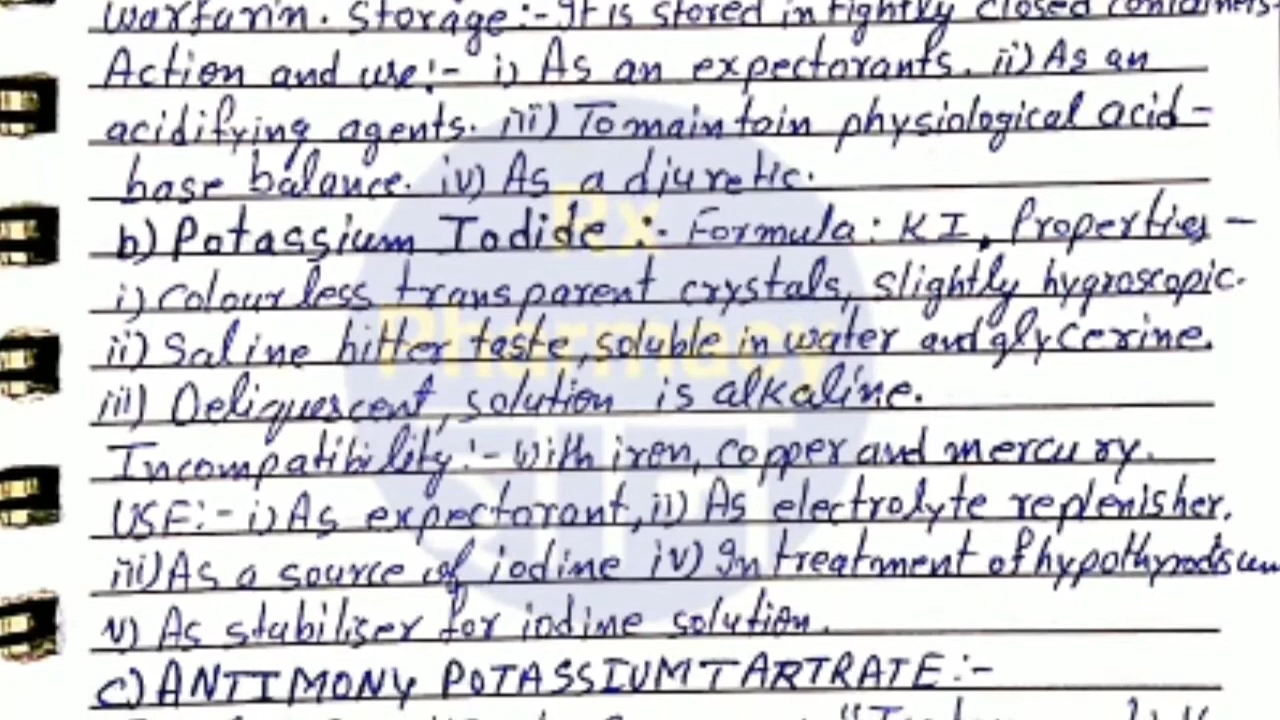 warfarin. Storage:- It is stored in tightly closed containers.
Action and use:- i) As an expectorants. ii) As an
acidifying agents. iii) To maintain physiological acid-
base balance. iv) As a diuretic.
b) Potassium Iodide :- Formula: KI, Properties -
i) Colourless transparent crystals, slightly hygroscopic.
ii) Saline bitter taste, soluble in water and glycerine.
iii) Deliquescent, solution is alkaline.
Incompatibility:- With iron, copper and mercury.
USE:- i) As expectorant, ii) As electrolyte replenisher.
iii) As a source of iodine iv) In treatment of
v) As stabiliser for iodine solution.
c) ANTIMONY POTASSIUM TARTRATE:-
Rx
Pharmacy